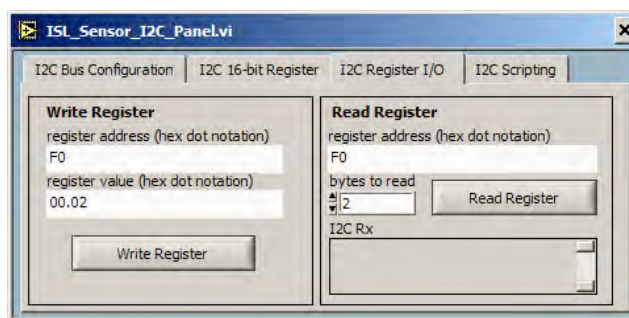 ISL_Sensor_I2C_Panel.vi
I2C Bus Configuration
I2C 16-bit Register
I2C Register I/O
I2C Scripting
Write Register
register address (hex dot notation)
F0
register value (hex dot notation)
00.02
Write Register
Read Register
register address (hex dot notation)
F0
bytes to read
2
Read Register
I2C Rx